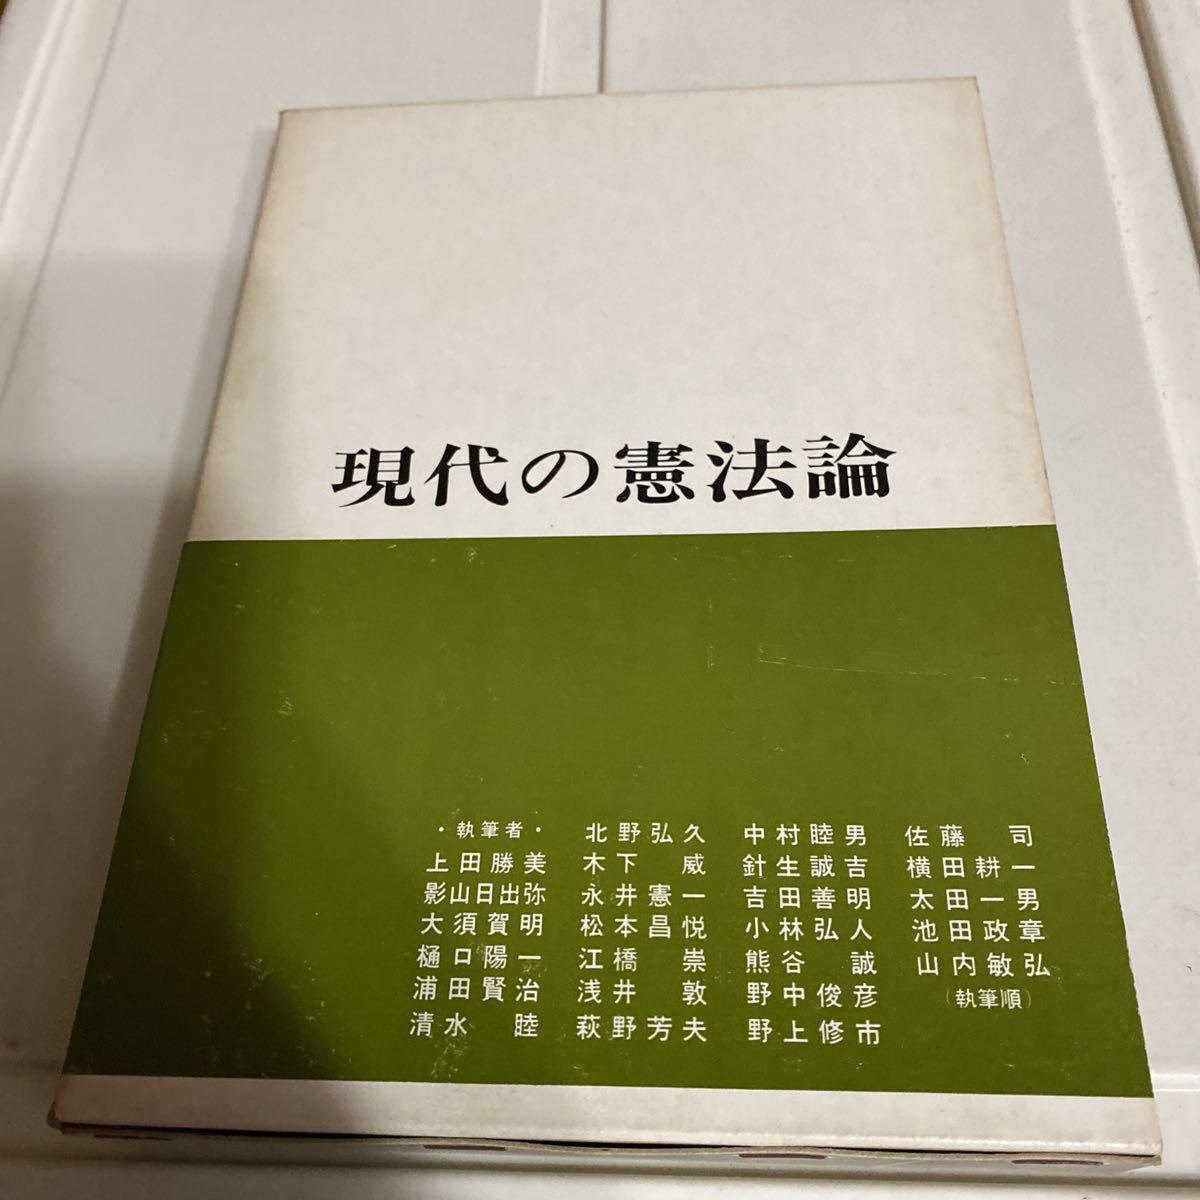 現代の憲法論
・執筆者・
上田勝美
影山日出弥
大須賀明
樋口陽一
浦田賢治
清水睦
北野弘久
木下威
永井憲一
松本昌悦
江橋崇
浅井敦
萩野芳夫
中村睦男
針生誠吉
吉田善明
小林弘人
熊谷誠
野中俊彦
野上修市
佐藤司
横田耕一
太田一男
池田政章
山内敏弘
(執筆順)